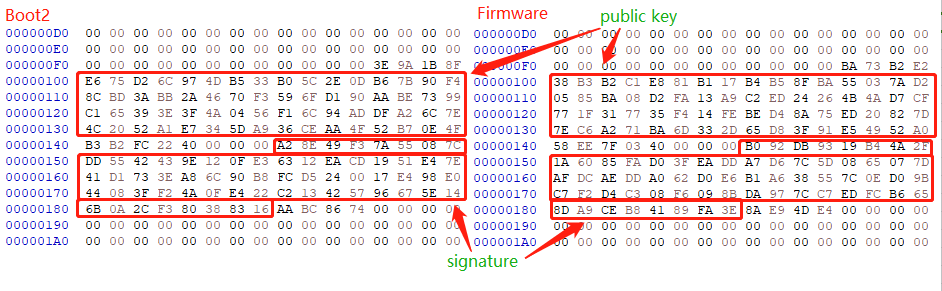 Boot2
000000D0 00 00 00 00 00 00 00 00 00 00 00 00 00 00 00 00
000000E0 00 00 00 00 00 00 00 00 00 00 00 00 00 00 00 00
000000F0 00 00 00 00 00 00 00 00 00 00 00 00 3E 9A 1B 8F
00000100 E6 75 D2 6C 97 4D B5 33 B0 5C 2E 0D B6 7B 90 F4
00000110 8C BD 3A BB 2A 46 70 F3 59 6F D1 90 AA BE 73 99
00000120 C1 65 39 3E 3F 4A 04 56 F1 6C 94 AD DF A2 6C 7E
00000130 4C 20 52 A1 E7 34 5D A9 36 CE AA 4F 52 B7 0E 4F
00000140 B3 B2 FC 22 40 00 00 00 A2 8E 49 F3 7A 55 08 7C
00000150 DD 55 42 43 9E 12 0F E3 63 12 EA CD 19 51 E4 7E
00000160 41 D1 73 3E A8 6C 90 B8 FC D5 24 00 17 E4 98 E0
00000170 44 08 3F F2 4A 0F E4 22 C2 13 42 57 96 67 5E 14
00000180 6B 0A 2C F3 80 38 83 16 AA BC 86 74 00 00 00 00
00000190 00 00 00 00 00 00 00 00 00 00 00 00 00 00 00 00
000001A0 00 00 00 00 00 00 00 00 00 00 00 00 00 00 00 00
Firmware
public key
000000D0 00 00 00 00 00 00 00 00 00 00 00 00 00 00 00 00
000000E0 00 00 00 00 00 00 00 00 00 00 00 00 00 00 00 00
000000F0 00 00 00 00 00 00 00 00 00 00 00 00 BA 73 B2 E2
00000100 38 B3 B2 C1 E8 81 B1 17 B4 B5 8F BA 55 03 7A D2
00000110 05 85 BA 08 D2 FA 13 A9 C2 ED 24 26 4B 4A D7 CF
00000120 77 1F 31 77 35 F4 14 FE BE D4 8A 75 ED 20 82 7D
00000130 7E C6 A2 71 BA 6D 33 2D 65 D8 3F 91 E5 49 52 A0
00000140 58 EE 7F 03 40 00 00 00 B0 92 DB 93 19 B4 4A 2F
00000150 1A 60 85 FA D0 3F EA DD A7 D6 7C 5D 08 65 07 7D
00000160 AF DC AE DD A0 62 D0 E6 B1 A6 38 55 7C 0E D0 9B
00000170 C7 F2 D4 C3 08 F6 09 8B DA 97 7C C7 ED FC B6 65
00000180 8D A9 CE B8 41 89 FA 3E 8A E9 4D E4 00 00 00 00
00000190 00 00 00 00 00 00 00 00 00 00 00 00 00 00 00 00
000001A0 00 00 00 00 00 00 00 00 00 00 00 00 00 00 00 00
signature